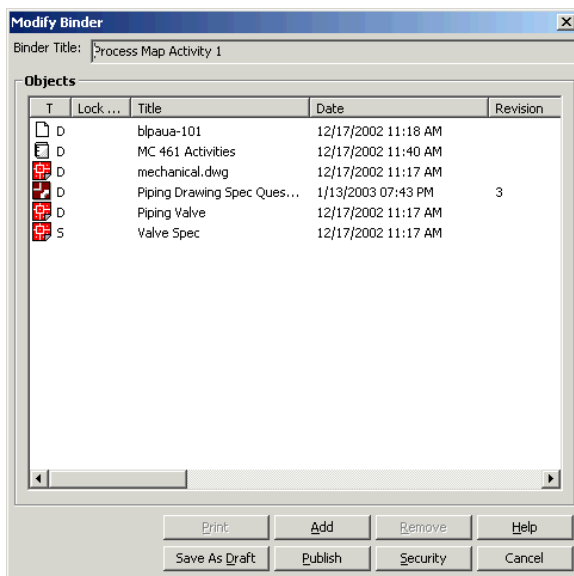 Modify Binder
Binder Title: Process Map Activity 1
Objects
T Lock ... Title Date Revision
D blpaua-101 12/17/2002 11:18 AM
D MC 461 Activities 12/17/2002 11:40 AM
D mechanical.dwg 12/17/2002 11:17 AM
D Piping Drawing Spec Ques... 1/13/2003 07:43 PM 3
D Piping Valve 12/17/2002 11:17 AM
S Valve Spec 12/17/2002 11:17 AM
Print Add Remove Help
Save As Draft Publish Security Cancel